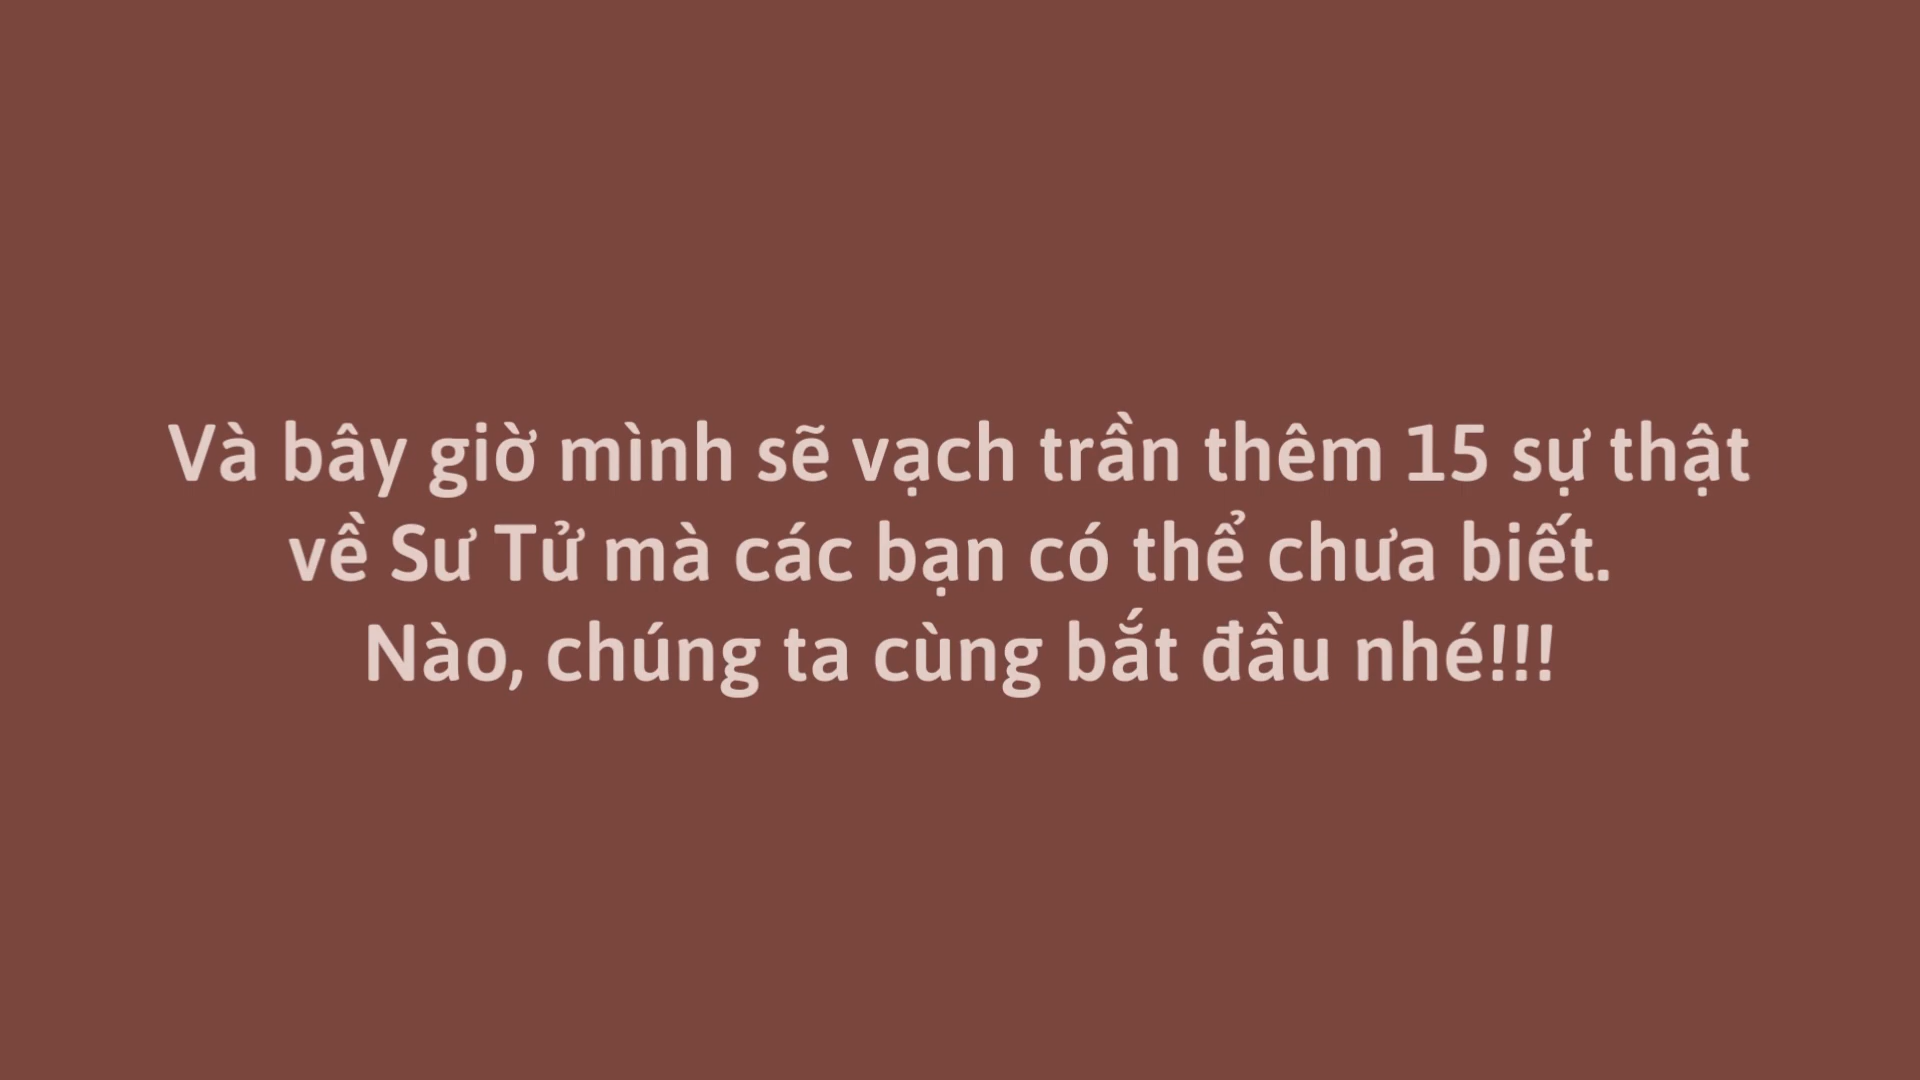 Và bây giờ mình sẽ vạch trần thêm 15 sự thật
về Sư Tử mà các bạn có thể chưa biết.
Nào, chúng ta cùng bắt đầu nhé!!!